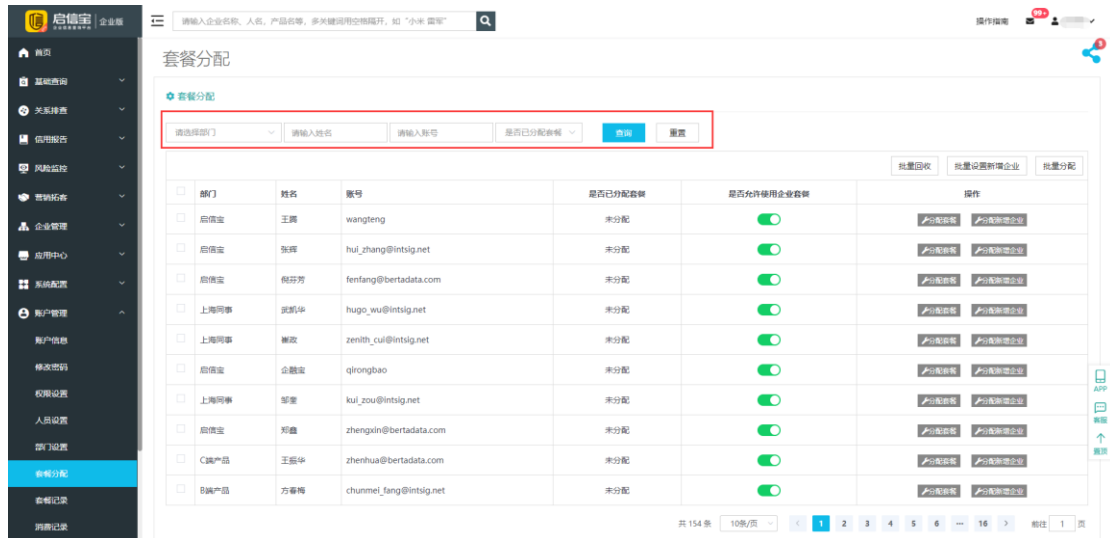 启信宝 企业版
请输入企业名称、人名、产品名等，多关键词用空格隔开，如“小米 雷军”
操作指南
99+
首页
基础查询
关系排查
信用报告
风险监控
营销拓客
企业管理
应用中心
系统配置
账户管理
账户信息
修改密码
权限设置
人员设置
部门设置
套餐分配
套餐记录
消费记录
套餐分配
1
套餐分配
请选择部门 请输入姓名 请输入账号 是否已分配套餐 查询 重置
批量回收 批量设置新增企业 批量分配
部门 姓名 账号 是否已分配套餐 是否允许使用企业套餐 操作
启信宝 王腾 wangteng 未分配 分配套餐 分配新增企业
启信宝 张辉 hui_zhang@intsig.net 未分配 分配套餐 分配新增企业
启信宝 倪芬芳 fenfang@bertadata.com 未分配 分配套餐 分配新增企业
上海同事 武凯华 hugo_wu@intsig.net 未分配 分配套餐 分配新增企业
上海同事 崔政 zenith_cui@intsig.net 未分配 分配套餐 分配新增企业
启信宝 企融宝 qirongbao 未分配 分配套餐 分配新增企业
上海同事 邹奎 kui_zou@intsig.net 未分配 分配套餐 分配新增企业
启信宝 郑鑫 zhengxin@bertadata.com 未分配 分配套餐 分配新增企业
C端产品 王振华 zhenhua@bertadata.com 未分配 分配套餐 分配新增企业
B端产品 方春梅 chunmei_fang@intsig.net 未分配 分配套餐 分配新增企业
共 154 条 10条/页 1 2 3 4 5 6 ··· 16 前往 1 页
APP
客服
置顶